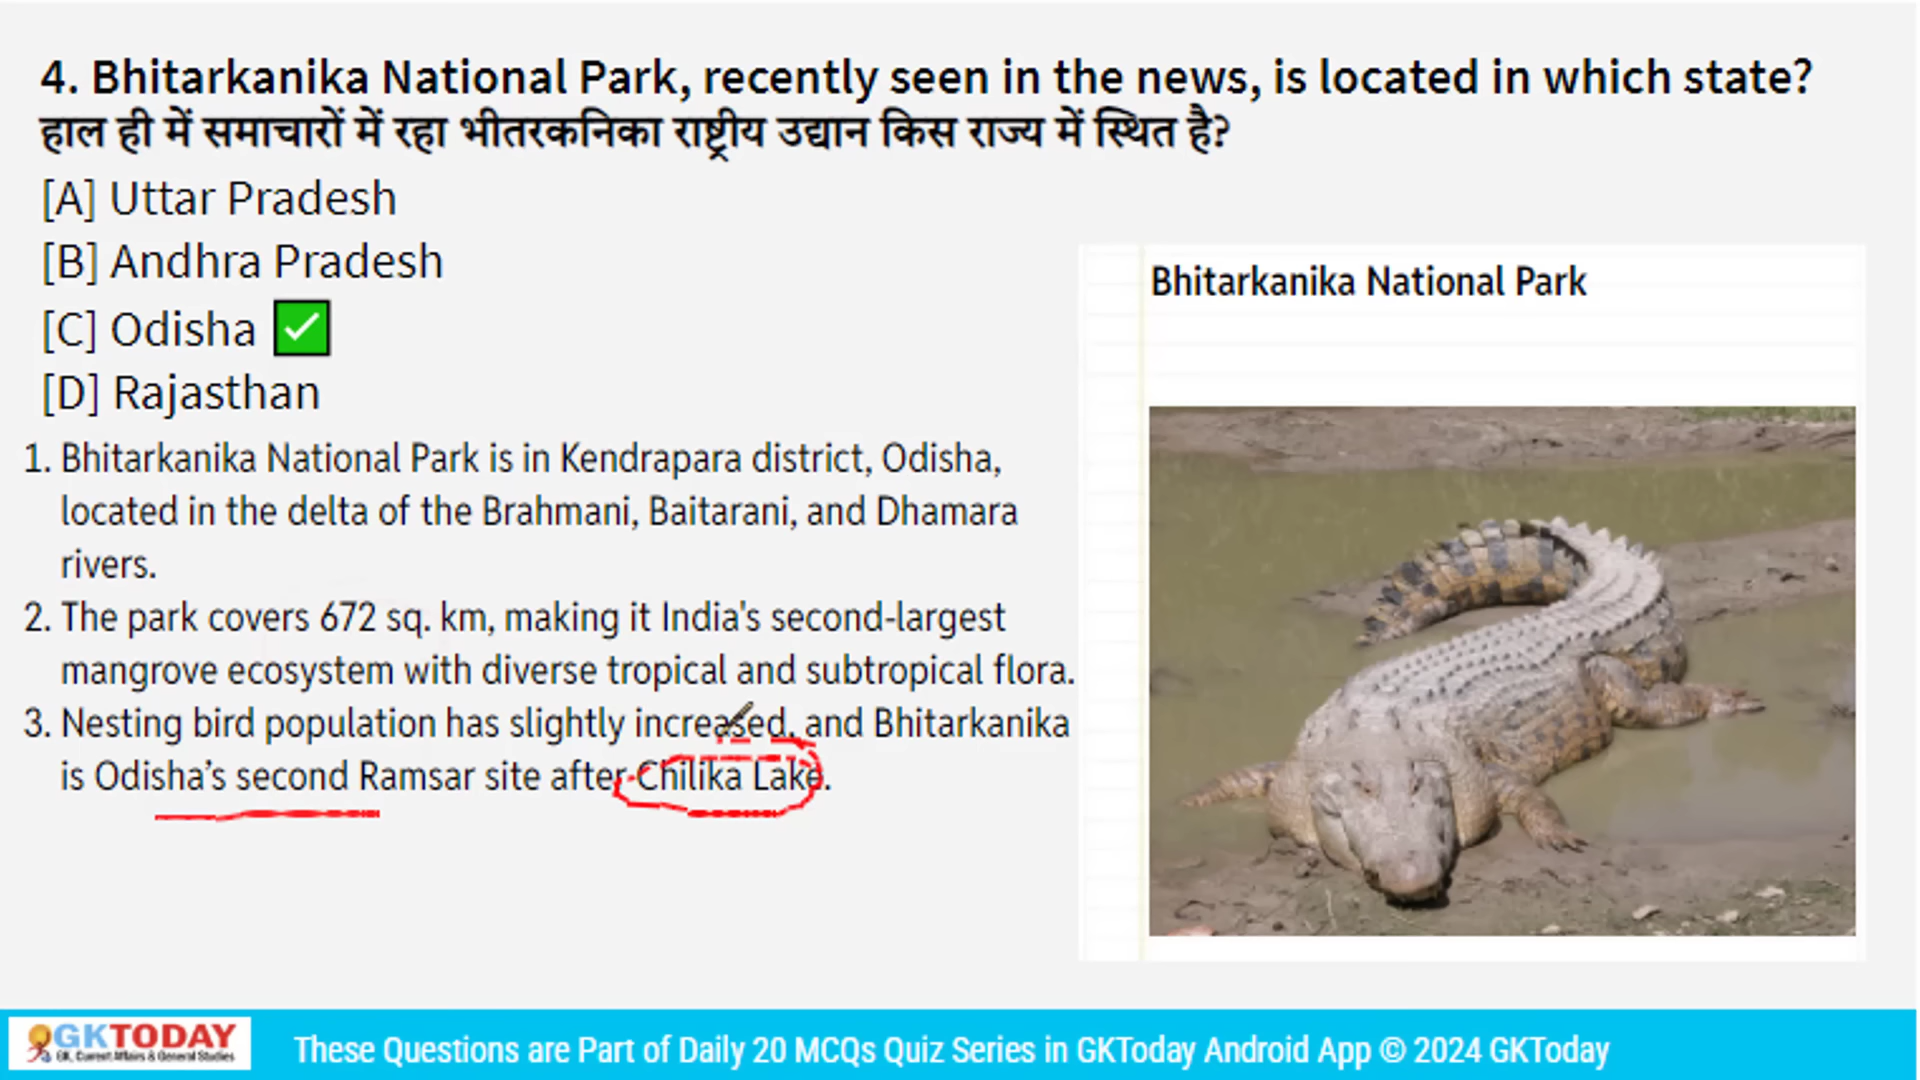 4. Bhitarkanika National Park, recently seen in the news, is located in which state?
हाल ही में समाचारों में रहा भीतरकनिका राष्ट्रीय उद्यान किस राज्य में स्थित है?
[A] Uttar Pradesh
[B] Andhra Pradesh
[C] Odisha
[D] Rajasthan
1. Bhitarkanika National Park is in Kendrapara district, Odisha,
located in the delta of the Brahmani, Baitarani, and Dhamara
rivers.
2. The park covers 672 sq. km, making it India's second-largest
mangrove ecosystem with diverse tropical and subtropical flora.
3. Nesting bird population has slightly increased, and Bhitarkanika
is Odisha’s second Ramsar site after Chilika Lake.
Bhitarkanika National Park
GKTODAY
GK, Current Affairs & General Studies
These Questions are Part of Daily 20 MCQs Quiz Series in GKToday Android App © 2024 GKToday